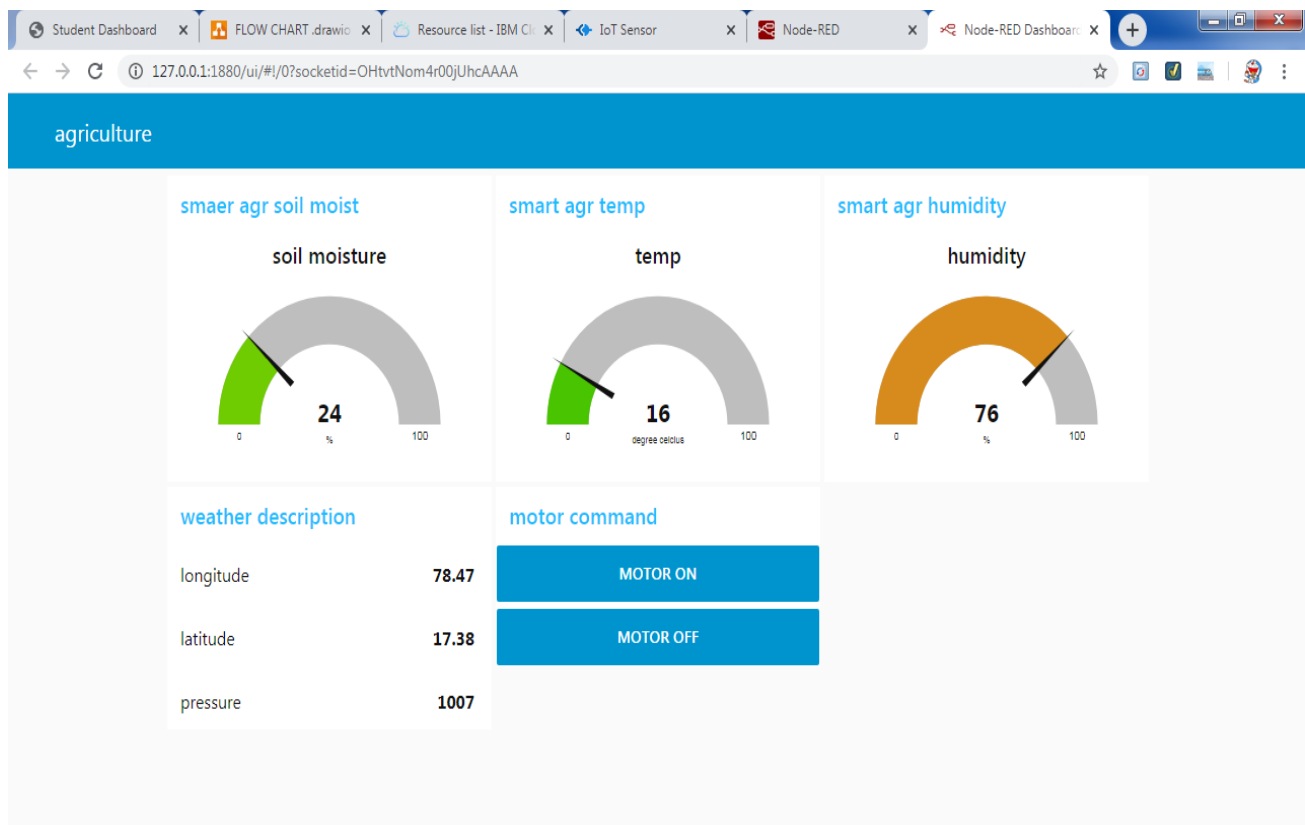 Student Dashboard
FLOW CHART .drawio
Resource list - IBM Cl
IoT Sensor
Node-RED
Node-RED Dashboard
127.0.0.1:1880/ui/#!/0?socketid=OHtvtNom4r00jUhcAAAA
agriculture
smaer agr soil moist
smart agr temp
smart agr humidity
soil moisture
temp
humidity
24
16
76
0
%
100
0
degree celcius
100
0
%
100
weather description
motor command
longitude 78.47
MOTOR ON
latitude 17.38
MOTOR OFF
pressure 1007